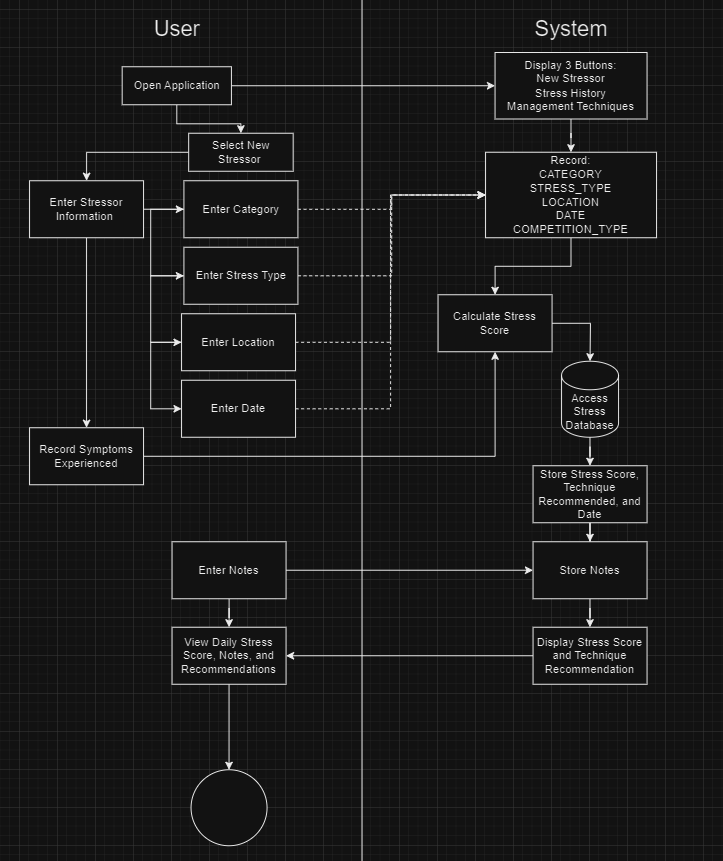 User
System
Open Application
Display 3 Buttons:
New Stressor
Stress History
Management Techniques
Select New
Stressor
Record:
CATEGORY
STRESS_TYPE
LOCATION
DATE
COMPETITION_TYPE
Enter Stressor
Information
Enter Category
Enter Stress Type
Enter Location
Calculate Stress
Score
Enter Date
Access
Stress
Database
Record Symptoms
Experienced
Store Stress Score,
Technique
Recommended, and
Date
Enter Notes
Store Notes
View Daily Stress
Score, Notes, and
Recommendations
Display Stress Score
and Technique
Recommendation